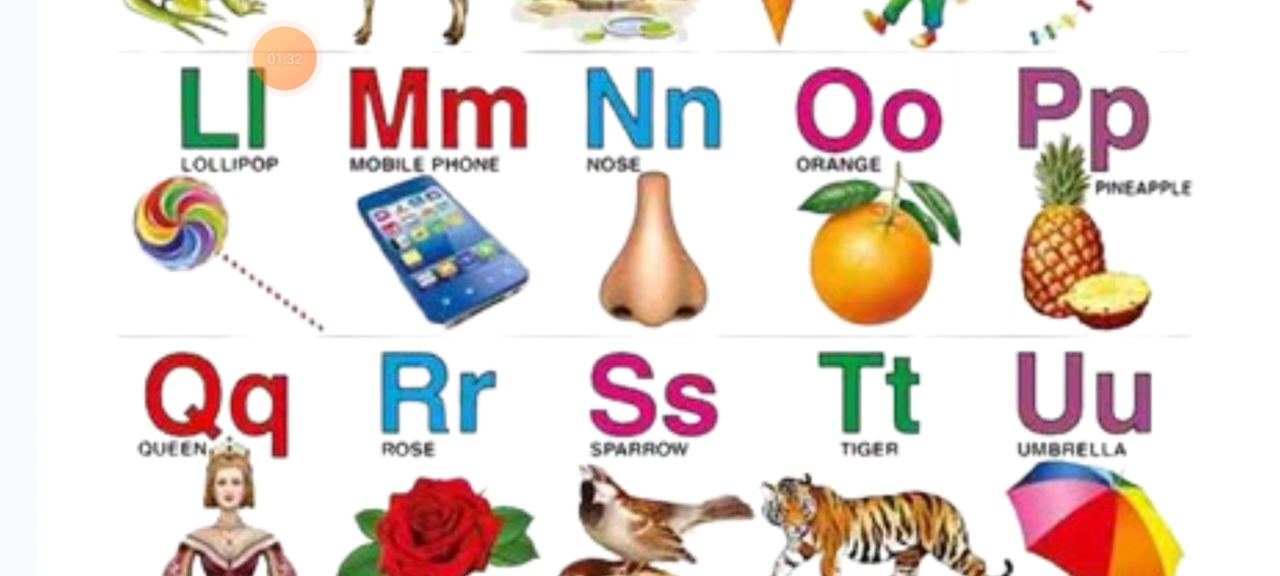 01:32
Ll Mm Nn Oo Pp
LOLLIPOP MOBILE PHONE NOSE ORANGE
PINEAPPLE
Qq Rr Ss Tt Uu
QUEEN ROSE SPARROW TIGER UMBRELLA